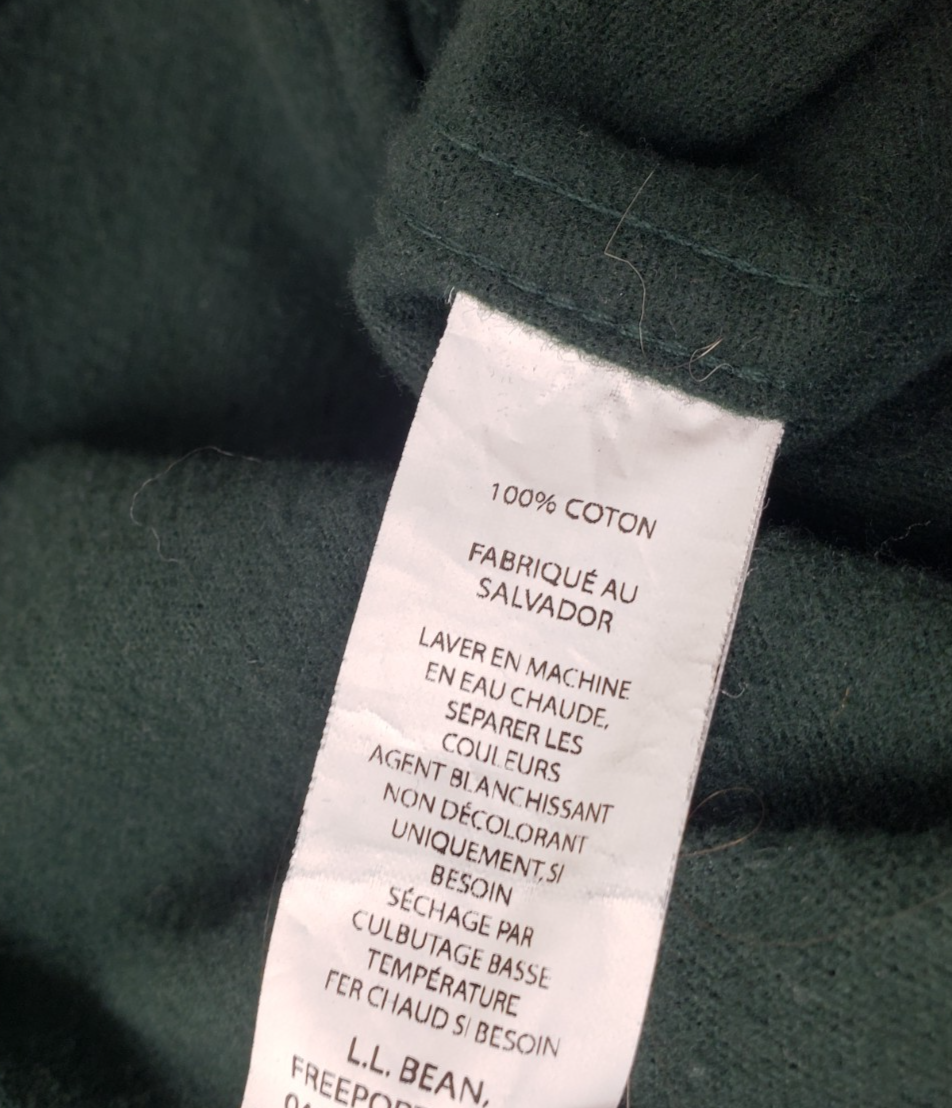 100% COTON
FABRIQUÉ AU
SALVADOR
LAVER EN MACHINE
EN EAU CHAUDE,
SÉPARER LES
COULEURS
AGENT BLANCHISSANT
NON DÉCOLORANT
UNIQUEMENT, SI
BESOIN
SÉCHAGE PAR
CULBUTAGE BASSE
TEMPÉRATURE
FER CHAUD SI BESOIN
L.L. BEAN,